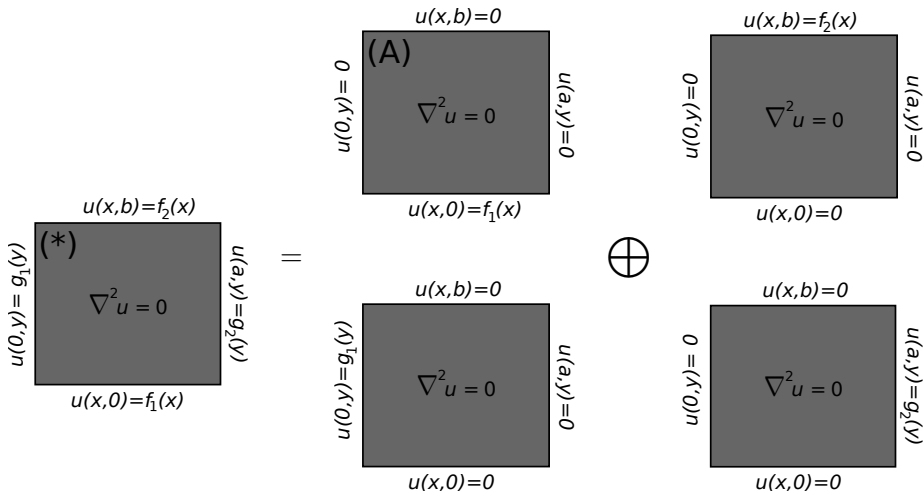 u(x,b)=f₂(x)
u(0,y)= g₁(y)
(*)
∇²u = 0
u(a,y)=g₂(y)
u(x,0)=f₁(x)
=
u(x,b)=0
u(0,y)= 0
(A)
∇²u = 0
u(a,y)=0
u(x,0)=f₁(x)
u(x,b)=f₂(x)
u(0,y)=0
∇²u = 0
u(a,y)=0
u(x,0)=0
⊕
u(x,b)=0
u(0,y)=g₁(y)
∇²u = 0
u(a,y)=0
u(x,0)=0
u(x,b)=0
u(0,y)= 0
∇²u = 0
u(a,y)=g₂(y)
u(x,0)=0